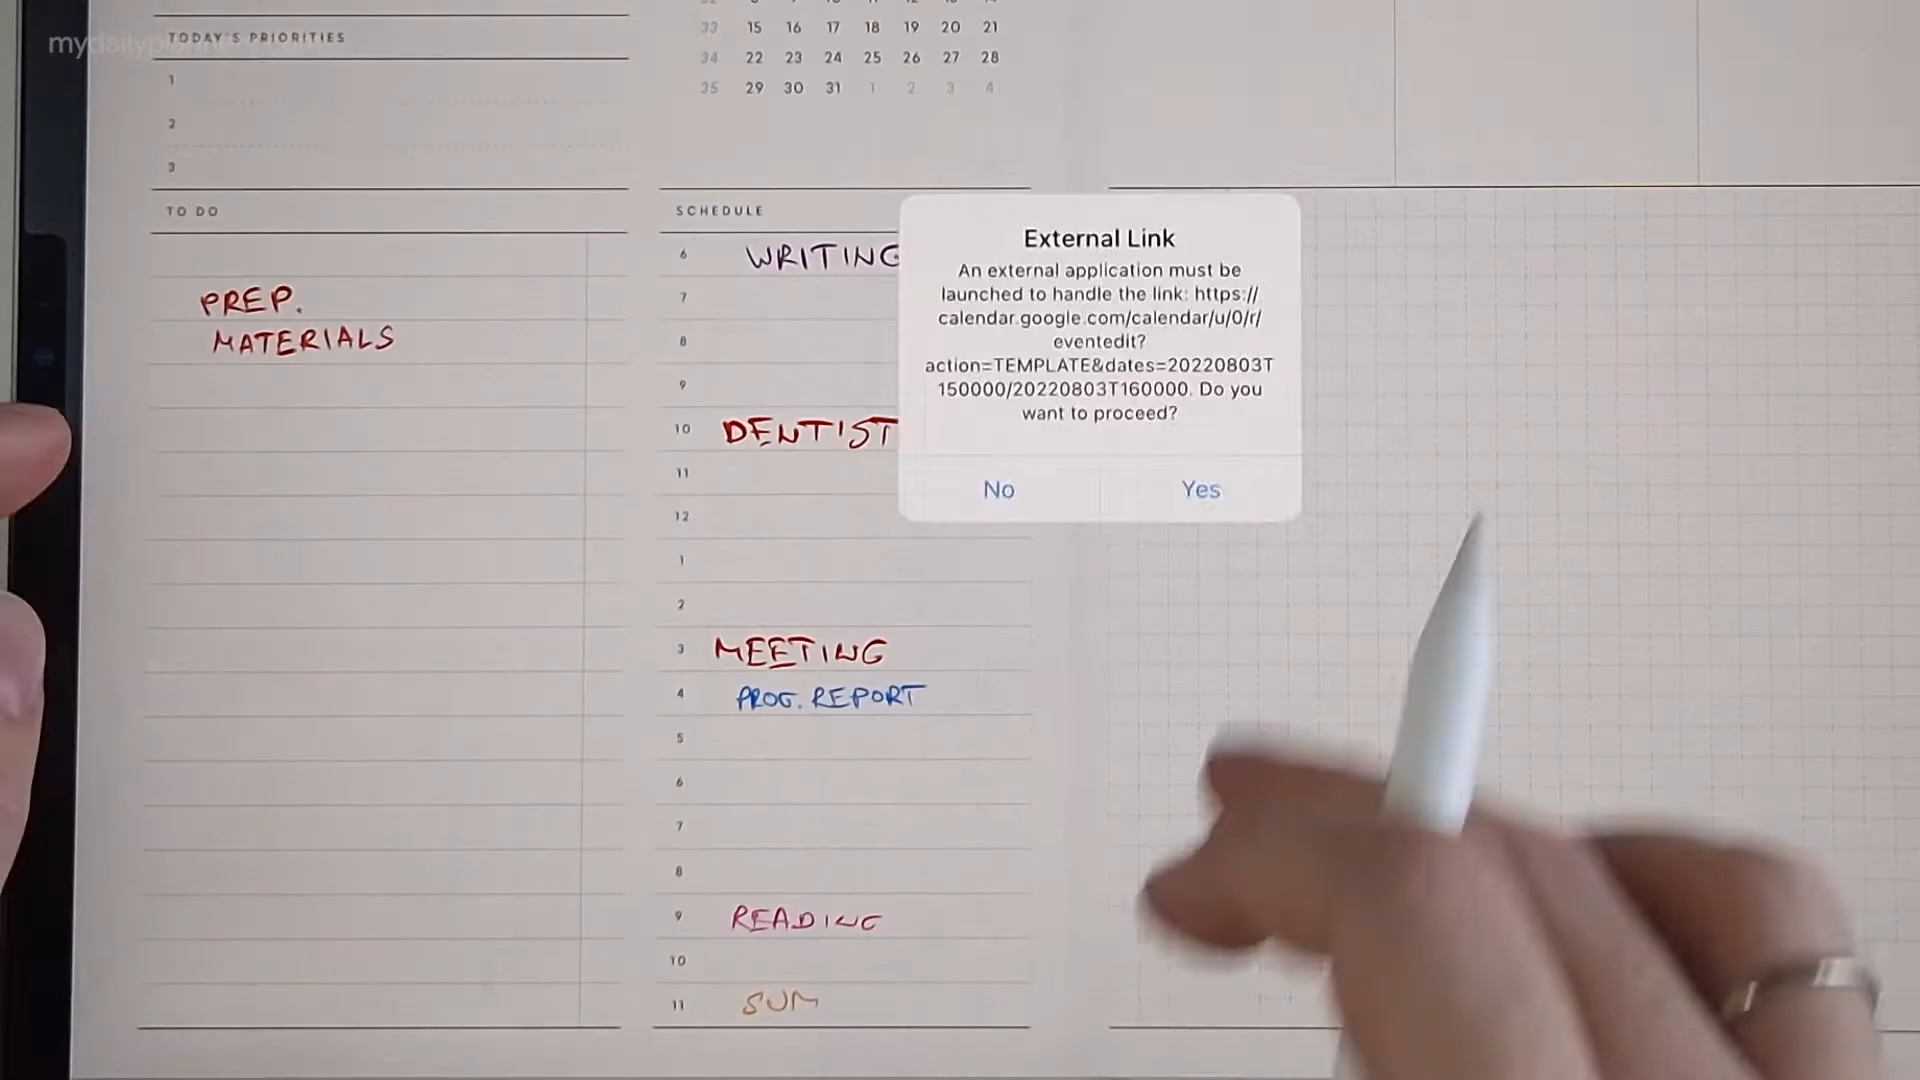 TODAY'S PRIORITIES
1
2
3
33 15 16 17 18 19 20 21
34 22 23 24 25 26 27 28
35 29 30 31 1 2 3 4
TO DO
PREP.
MATERIALS
SCHEDULE
6 WRITING
7
8
9
10 DENTIST
11
12
1
2
3 MEETING
4 PROG. REPORT
5
6
7
8
9 READING
10
11 SUM
External Link
An external application must be
launched to handle the link: https://
calendar.google.com/calendar/u/0/r/
eventedit?
action=TEMPLATE&dates=20220803T
150000/20220803T160000. Do you
want to proceed?
No Yes